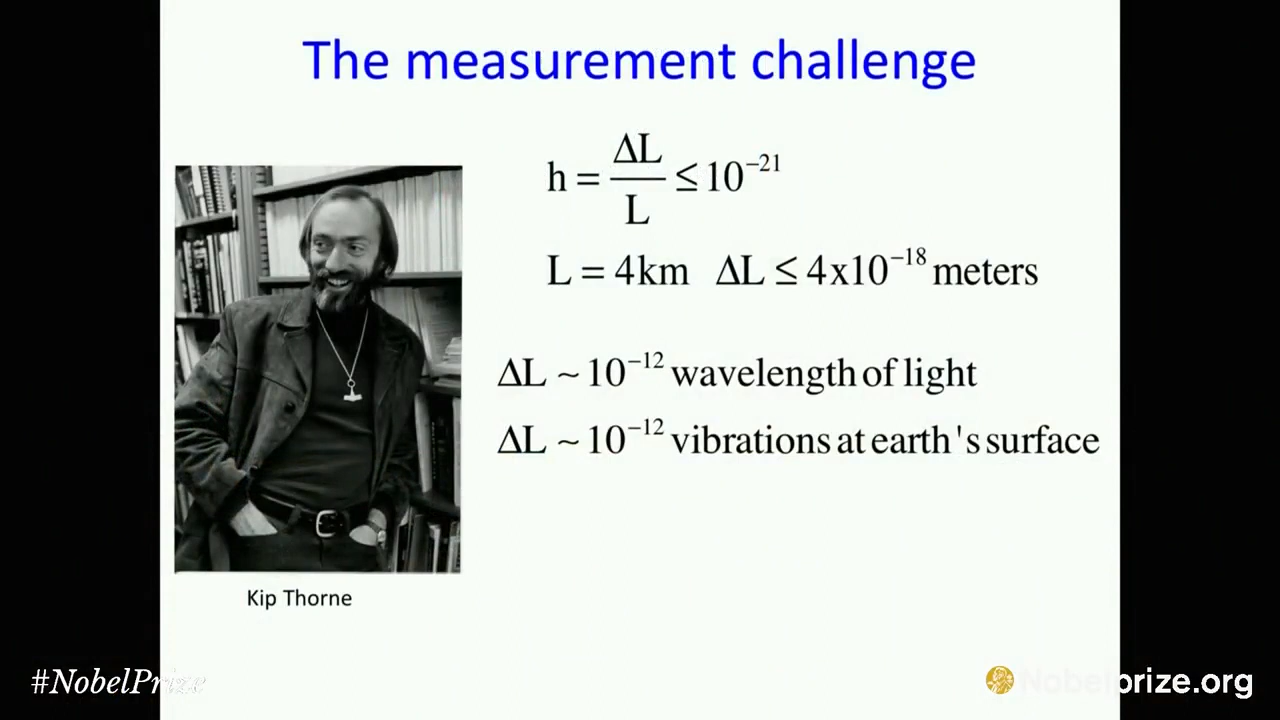 The measurement challenge
h = ΔL/L ≤ 10⁻²¹
L = 4km ΔL ≤ 4x10⁻¹⁸ meters
ΔL ~ 10⁻¹² wavelength of light
ΔL ~ 10⁻¹² vibrations at earth's surface
Kip Thorne
#NobelPrize
Nobelprize.org